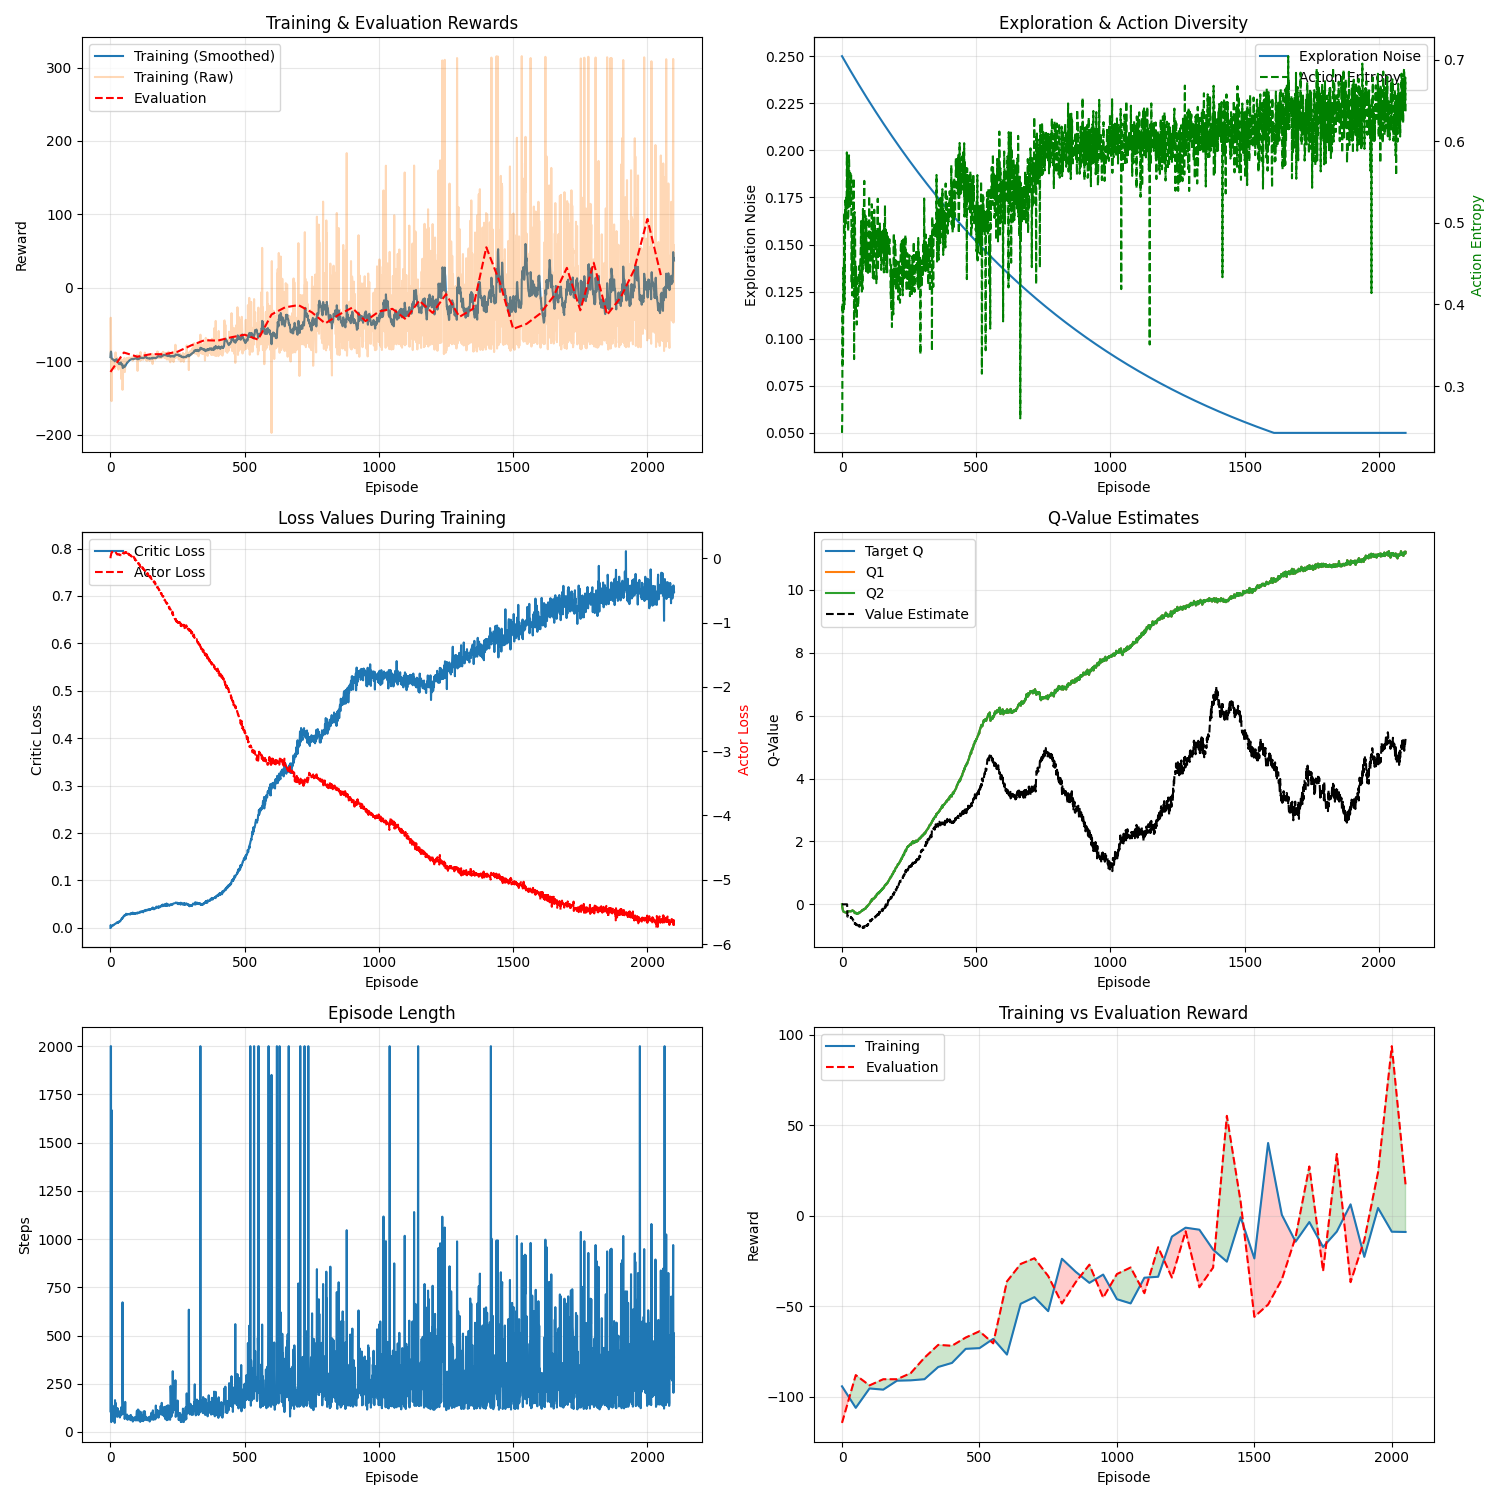 Training & Evaluation Rewards
Training (Smoothed)
Training (Raw)
Evaluation
300
200
100
0
−100
−200
Reward
0 500 1000 1500 2000
Episode
Exploration & Action Diversity
Exploration Noise
Action Entropy
0.250
0.225
0.200
0.175
0.150
0.125
0.100
0.075
0.050
Exploration Noise
0.7
0.6
0.5
0.4
0.3
Action Entropy
0 500 1000 1500 2000
Episode
Loss Values During Training
Critic Loss
Actor Loss
0.8
0.7
0.6
0.5
0.4
0.3
0.2
0.1
0.0
Critic Loss
0
−1
−2
−3
−4
−5
−6
Actor Loss
0 500 1000 1500 2000
Episode
Q-Value Estimates
Target Q
Q1
Q2
Value Estimate
10
8
6
4
2
0
Q-Value
0 500 1000 1500 2000
Episode
Episode Length
2000
1750
1500
1250
1000
750
500
250
0
Steps
0 500 1000 1500 2000
Episode
Training vs Evaluation Reward
Training
Evaluation
100
50
0
−50
−100
Reward
0 500 1000 1500 2000
Episode